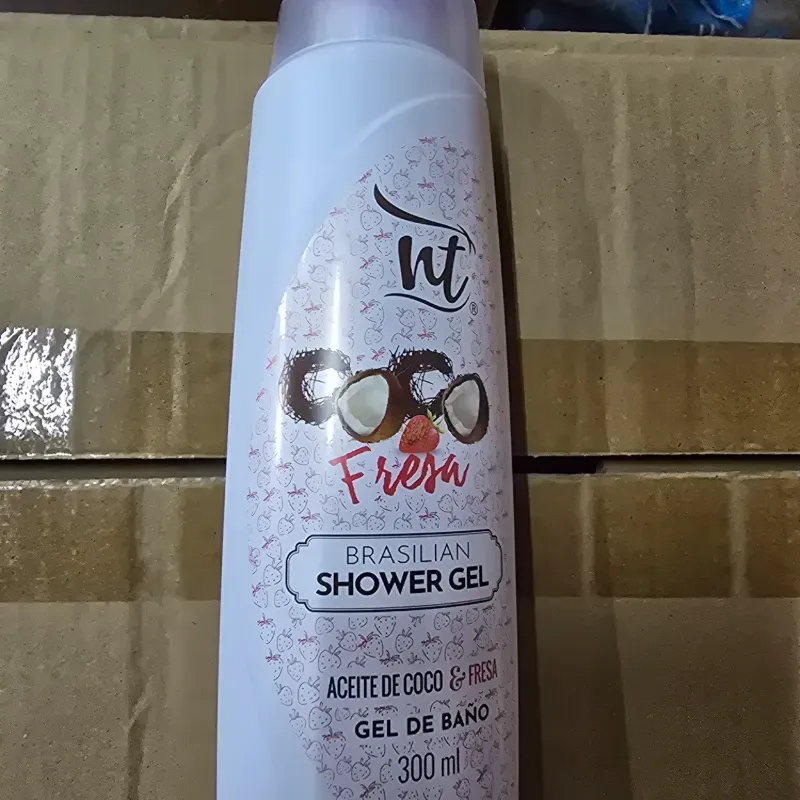 nt
®
COCO
Fresa
BRASILIAN
SHOWER GEL
ACEITE DE COCO & FRESA
GEL DE BAÑO
300 ml